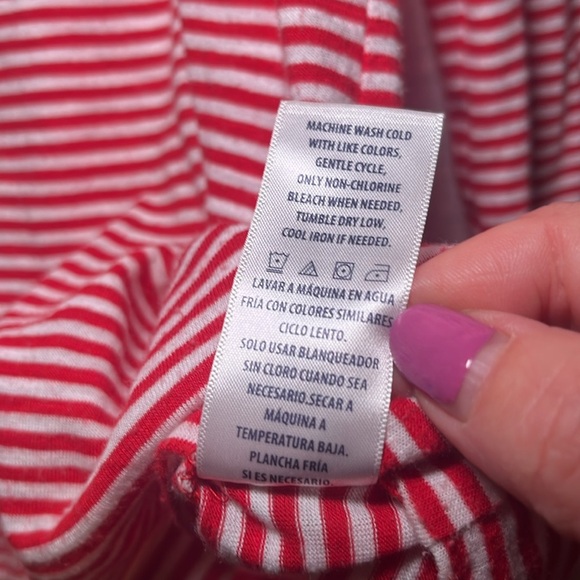 MACHINE WASH COLD
WITH LIKE COLORS,
GENTLE CYCLE,
ONLY NON-CHLORINE
BLEACH WHEN NEEDED,
TUMBLE DRY LOW,
COOL IRON IF NEEDED.
LAVAR A MÁQUINA EN AGUA
FRÍA CON COLORES SIMILARES
CICLO LENTO.
SOLO USAR BLANQUEADOR
SIN CLORO CUANDO SEA
NECESARIO.SECAR A
MÁQUINA A
TEMPERATURA BAJA.
PLANCHA FRÍA
SI ES NECESARIO.